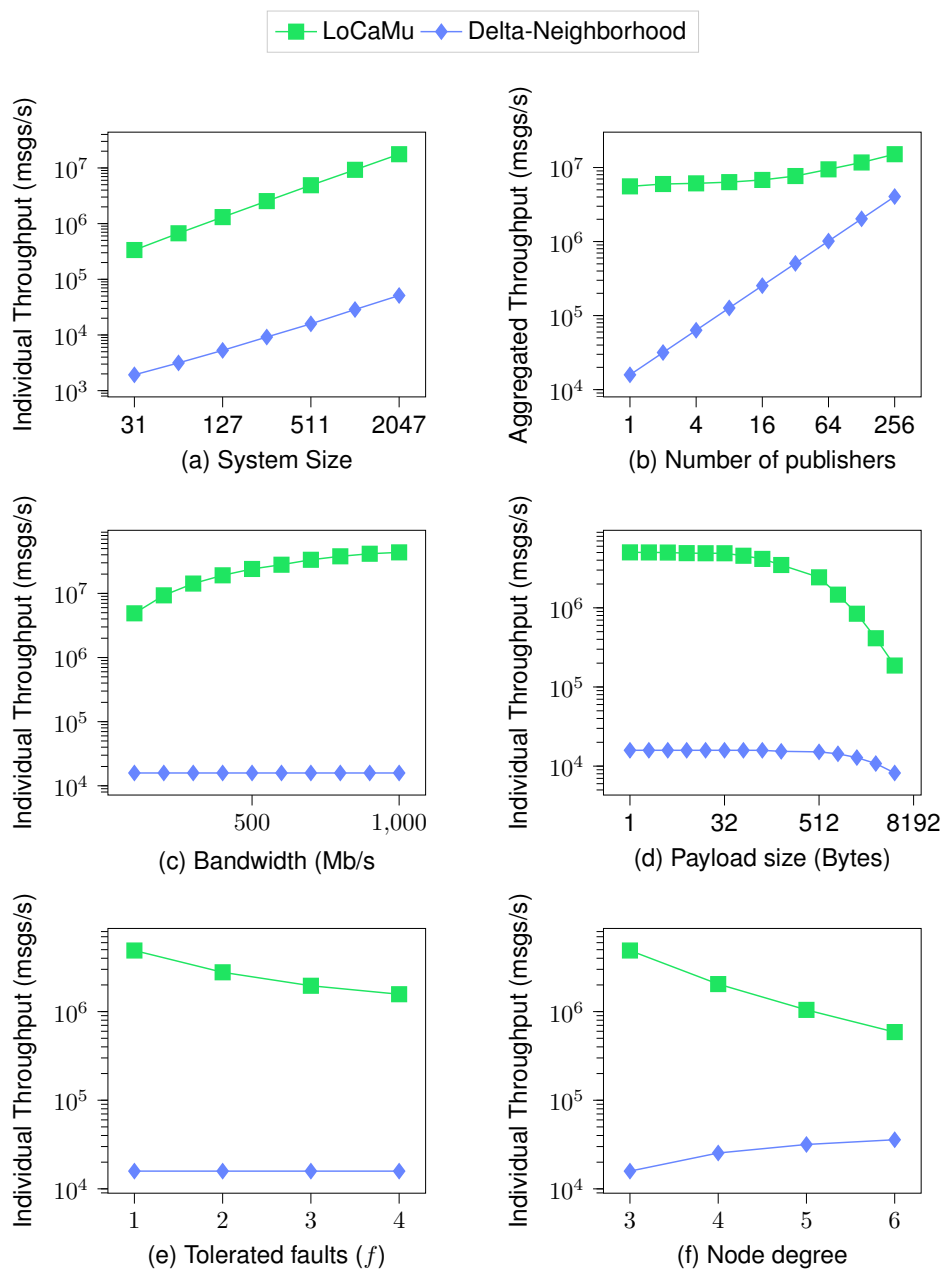 LoCaMu Delta-Neighborhood
Individual Throughput (msgs/s)
10^7
10^6
10^5
10^4
10^3
31 127 511 2047
(a) System Size
Aggregated Throughput (msgs/s)
10^7
10^6
10^5
10^4
1 4 16 64 256
(b) Number of publishers
Individual Throughput (msgs/s)
10^7
10^6
10^5
10^4
500 1,000
(c) Bandwidth (Mb/s
Individual Throughput (msgs/s)
10^6
10^5
10^4
1 32 512 8192
(d) Payload size (Bytes)
Individual Throughput (msgs/s)
10^6
10^5
10^4
1 2 3 4
(e) Tolerated faults (f)
Individual Throughput (msgs/s)
10^6
10^5
10^4
3 4 5 6
(f) Node degree